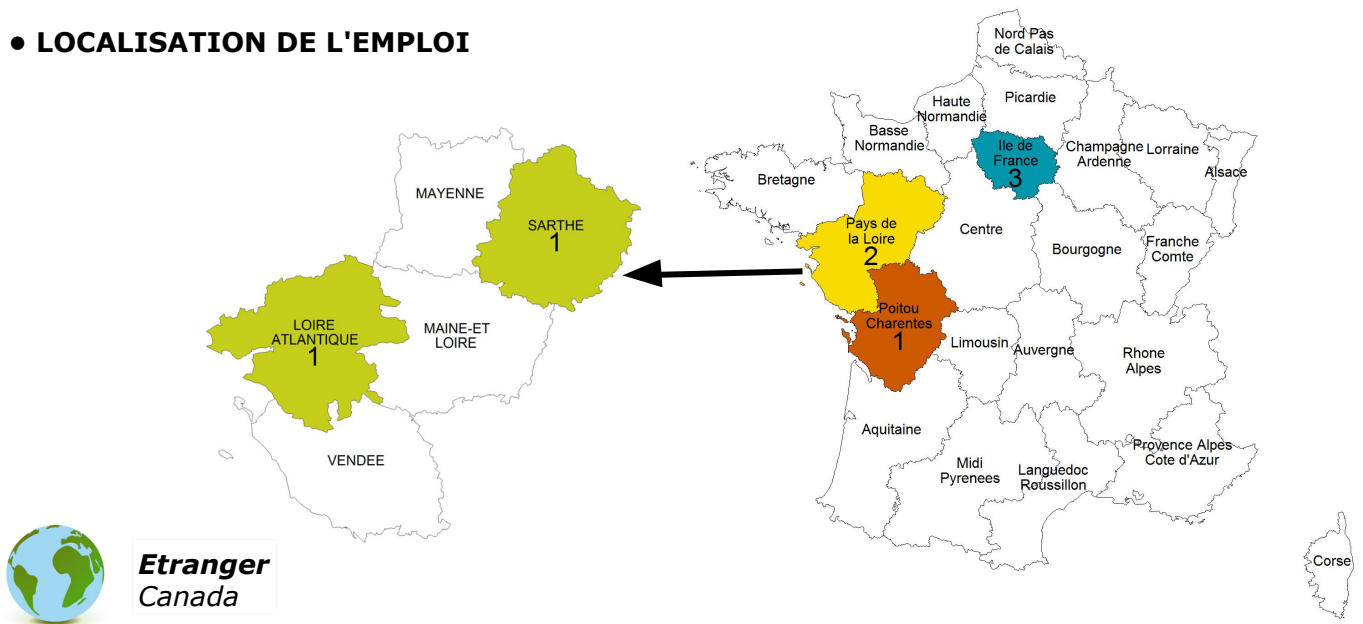 • LOCALISATION DE L'EMPLOI
MAYENNE
SARTHE
1
LOIRE
ATLANTIQUE
1
MAINE-ET
LOIRE
VENDEE
Etranger
Canada
Nord Pas
de Calais
Picardie
Haute
Normandie
Basse
Normandie
Ile de
France
3
Champagne
Ardenne
Lorraine
Alsace
Bretagne
Pays de
la Loire
2
Centre
Bourgogne
Franche
Comte
Poitou
Charentes
1
Limousin
Auvergne
Rhone
Alpes
Aquitaine
Midi
Pyrenees
Languedoc
Roussillon
Provence Alpes
Cote d'Azur
Corse